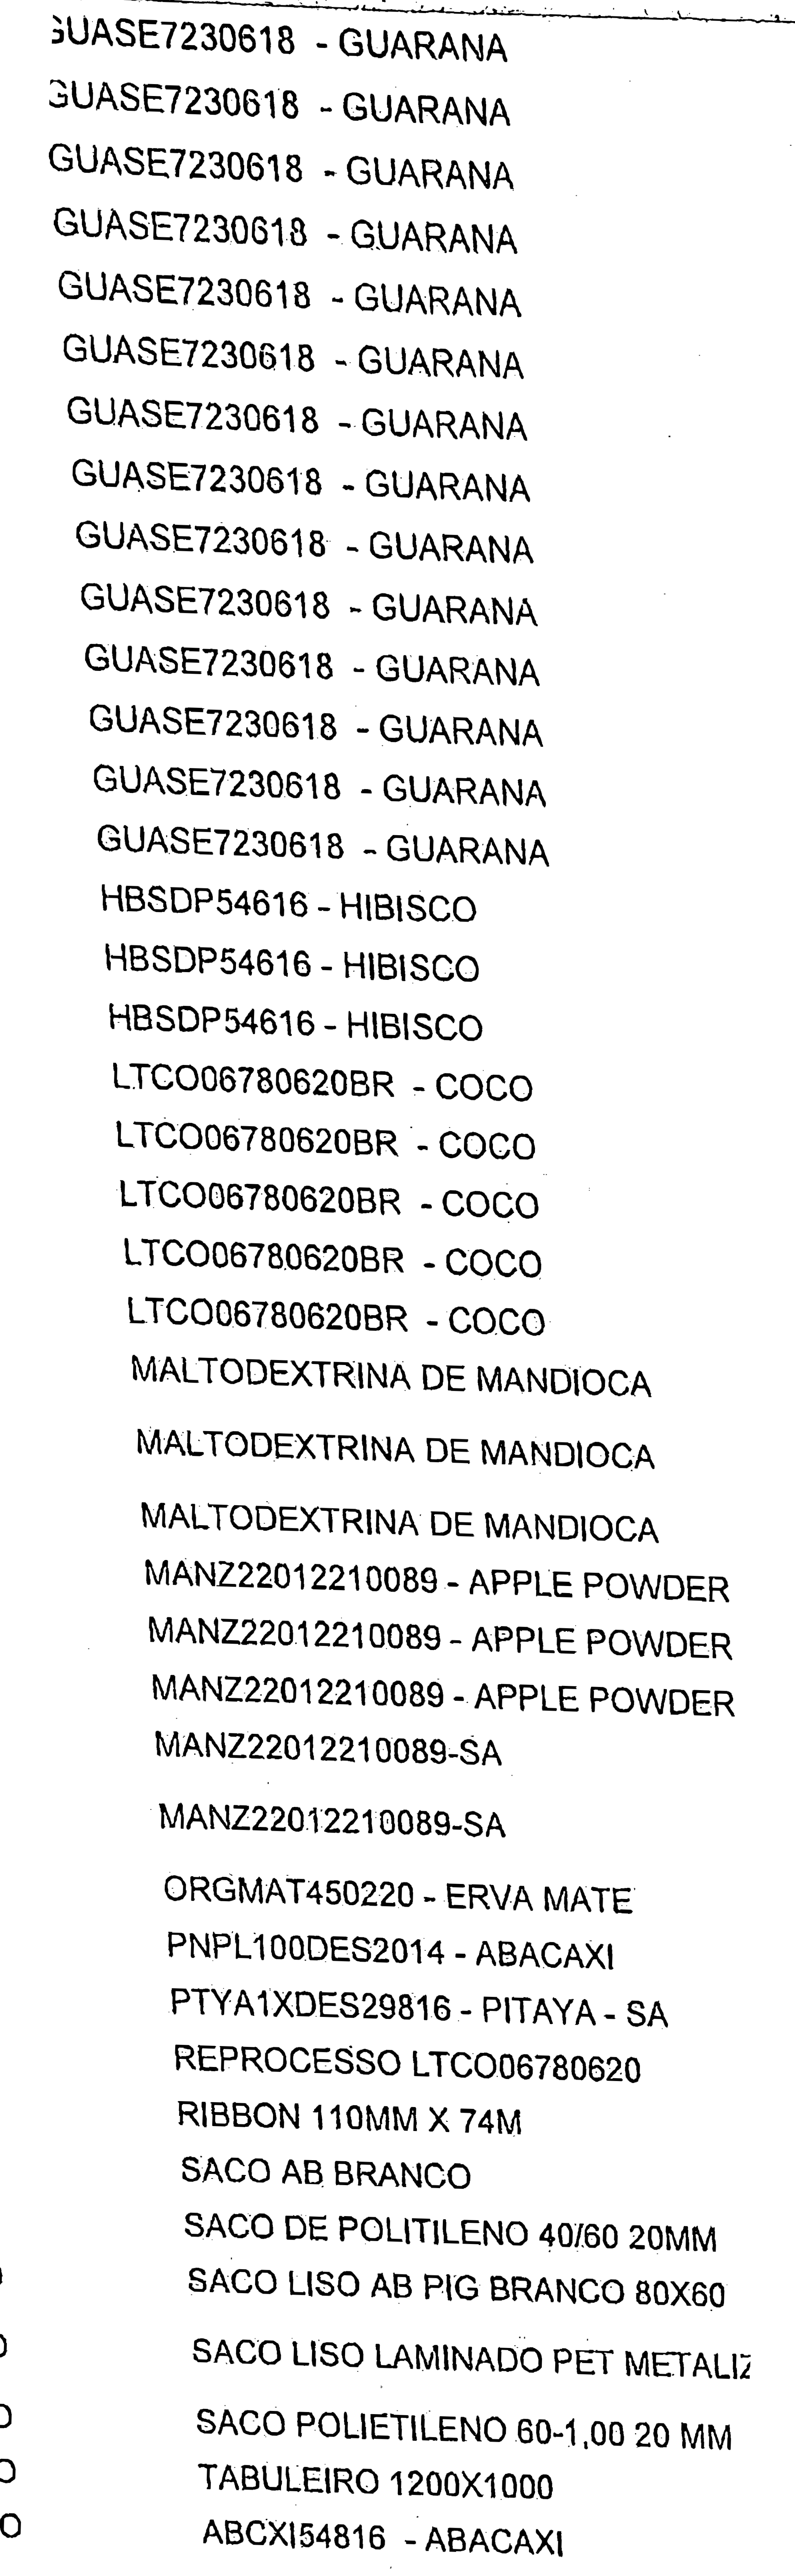 GUASE7230618 - GUARANA
GUASE7230618 - GUARANA
GUASE7230618 - GUARANA
GUASE7230618 - GUARANA
GUASE7230618 - GUARANA
GUASE7230618 - GUARANA
GUASE7230618 - GUARANA
GUASE7230618 - GUARANA
GUASE7230618 - GUARANA
GUASE7230618 - GUARANA
GUASE7230618 - GUARANA
GUASE7230618 - GUARANA
GUASE7230618 - GUARANA
GUASE7230618 - GUARANA
HBSDP54616 - HIBISCO
HBSDP54616 - HIBISCO
HBSDP54616 - HIBISCO
LTCO06780620BR - COCO
LTCO06780620BR - COCO
LTCO06780620BR - COCO
LTCO06780620BR - COCO
LTCO06780620BR - COCO
MALTODEXTRINA DE MANDIOCA
MALTODEXTRINA DE MANDIOCA
MALTODEXTRINA DE MANDIOCA
MANZ22012210089 - APPLE POWDER
MANZ22012210089 - APPLE POWDER
MANZ22012210089 - APPLE POWDER
MANZ22012210089-SA
MANZ22012210089-SA
ORGMAT450220 - ERVA MATE
PNPL100DES2014 - ABACAXI
PTYA1XDES29816 - PITAYA - SA
REPROCESSO LTCO06780620
RIBBON 110MM X 74M
SACO AB BRANCO
SACO DE POLITILENO 40/60 20MM
SACO LISO AB PIG BRANCO 80X60
SACO LISO LAMINADO PET METALIZ
SACO POLIETILENO 60-1,00 20 MM
TABULEIRO 1200X1000
ABCXI54816 - ABACAXI